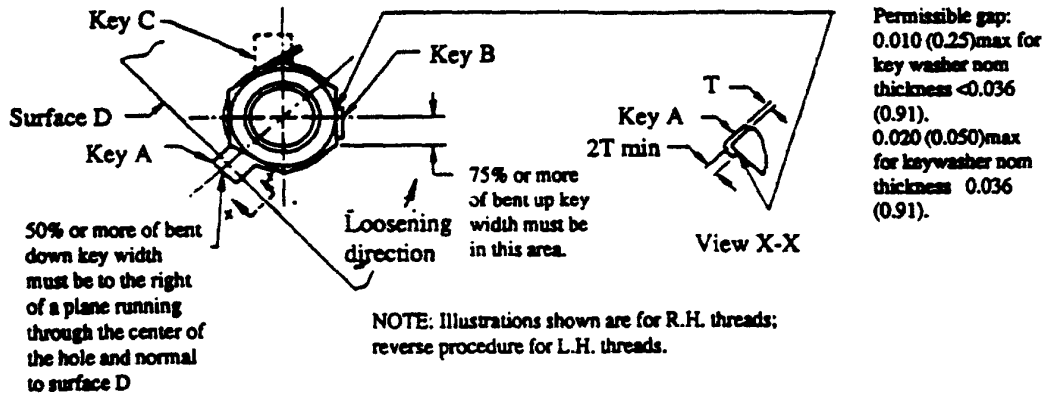 Key C
Key B
Surface D
Key A
50% or more of bent
down key width
must be to the right
of a plane running
through the center of
the hole and normal
to surface D
x
Loosening
direction
75% or more
of bent up key
width must be
in this area.
T
Key A
2T min
View X-X
Permissible gap:
0.010 (0.25)max for
key washer nom
thickness <0.036
(0.91).
0.020 (0.050)max
for keywasher nom
thickness 0.036
(0.91).
NOTE: Illustrations shown are for R.H. threads;
reverse procedure for L.H. threads.